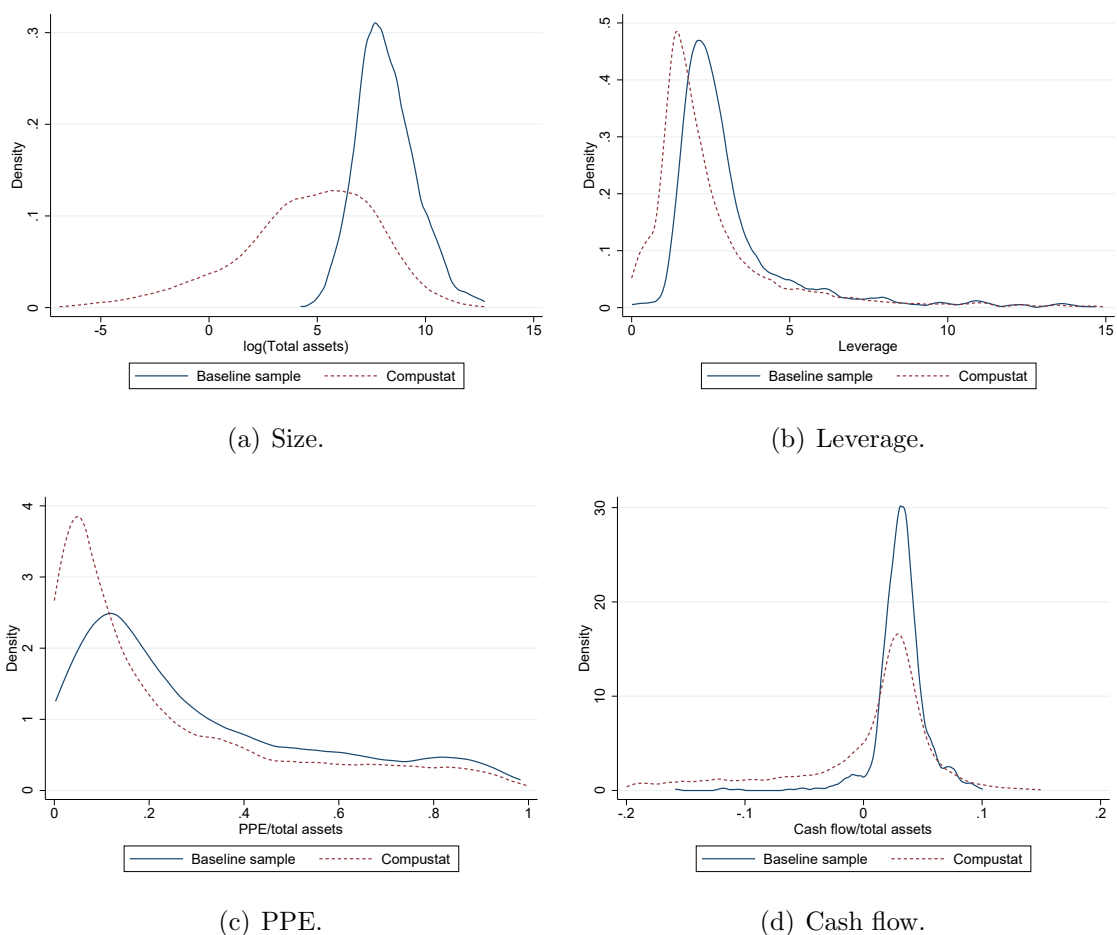 Density
0 .1 .2 .3
-5 0 5 10 15
log(Total assets)
Baseline sample Compustat
(a) Size.
Density
0 .1 .2 .3 .4 .5
0 5 10 15
Leverage
Baseline sample Compustat
(b) Leverage.
Density
0 1 2 3 4
0 .2 .4 .6 .8 1
PPE/total assets
Baseline sample Compustat
(c) PPE.
Density
0 10 20 30
-.2 -.1 0 .1 .2
Cash flow/total assets
Baseline sample Compustat
(d) Cash flow.